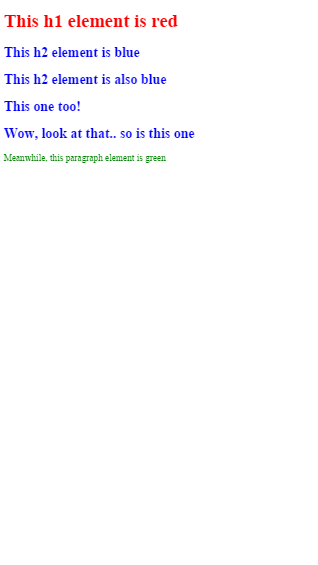 This h1 element is red
This h2 element is blue
This h2 element is also blue
This one too!
Wow, look at that.. so is this one
Meanwhile, this paragraph element is green